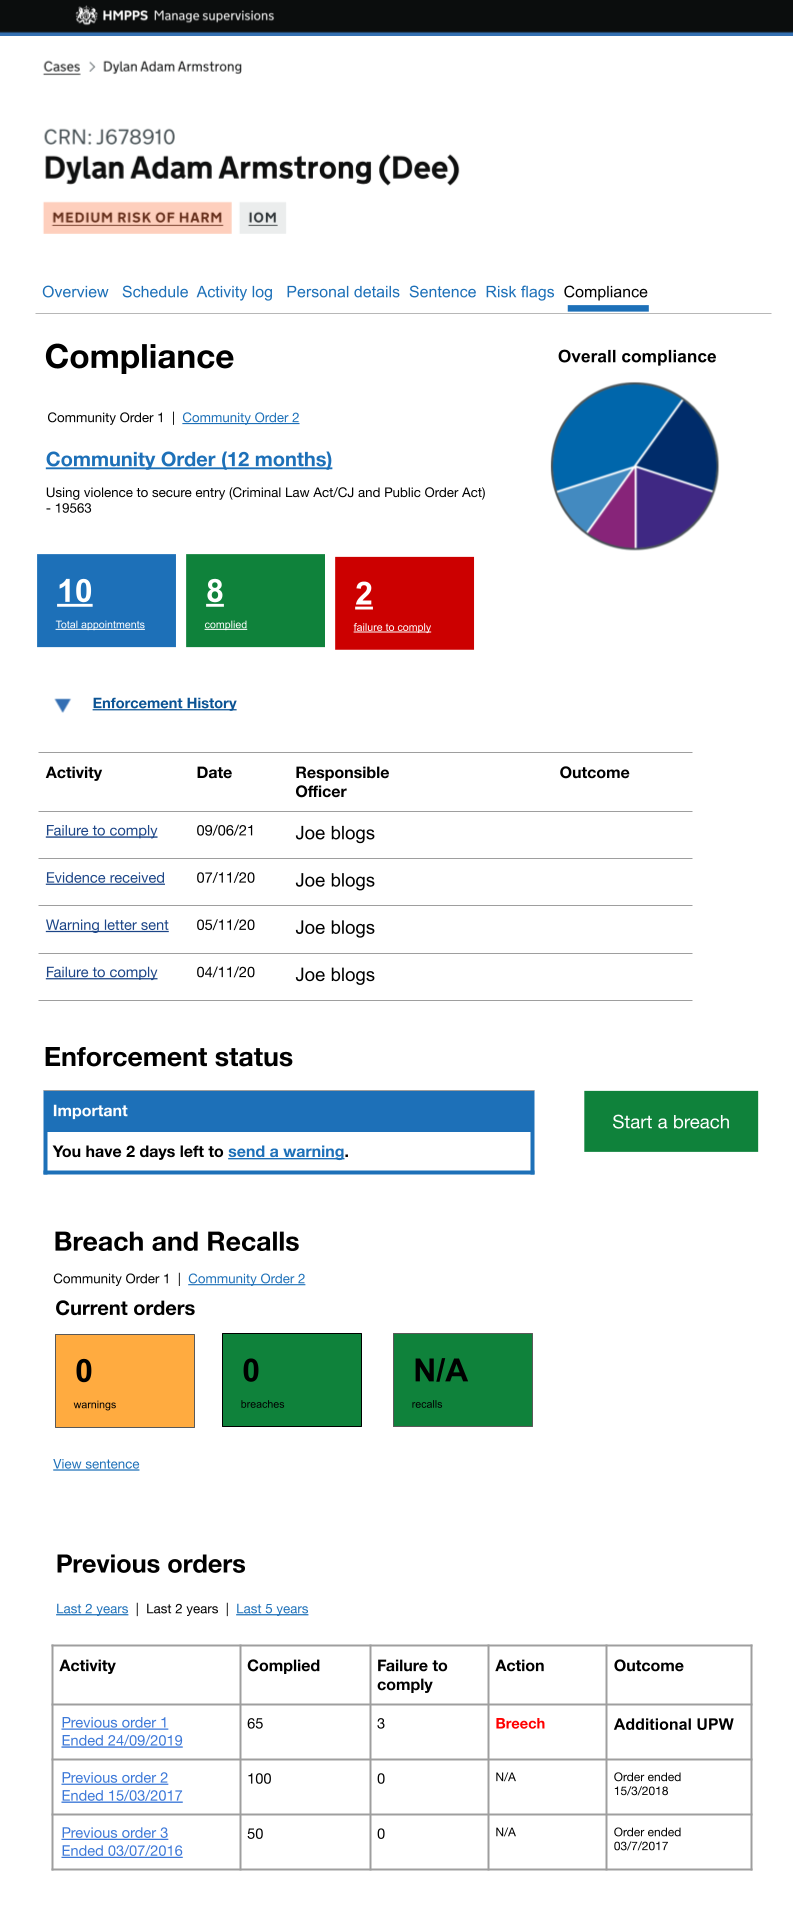 HMPPS Manage supervisions
Cases > Dylan Adam Armstrong
CRN: J678910
Dylan Adam Armstrong (Dee)
MEDIUM RISK OF HARM IOM
Overview Schedule Activity log Personal details Sentence Risk flags Compliance
Compliance
Overall compliance
Community Order 1 | Community Order 2
Community Order (12 months)
Using violence to secure entry (Criminal Law Act/CJ and Public Order Act)
- 19563
10 8 2
Total appointments complied failure to comply
Enforcement History
Activity Date Responsible Outcome
Officer
Failure to comply 09/06/21 Joe blogs
Evidence received 07/11/20 Joe blogs
Warning letter sent 05/11/20 Joe blogs
Failure to comply 04/11/20 Joe blogs
Enforcement status
Important
You have 2 days left to send a warning.
Start a breach
Breach and Recalls
Community Order 1 | Community Order 2
Current orders
0 0 N/A
warnings breaches recalls
View sentence
Previous orders
Last 2 years | Last 2 years | Last 5 years
Activity Complied Failure to Action Outcome
comply
Previous order 1 65 3 Breech Additional UPW
Ended 24/09/2019
Previous order 2 100 0 N/A Order ended
Ended 15/03/2017 15/3/2018
Previous order 3 50 0 N/A Order ended
Ended 03/07/2016 03/7/2017